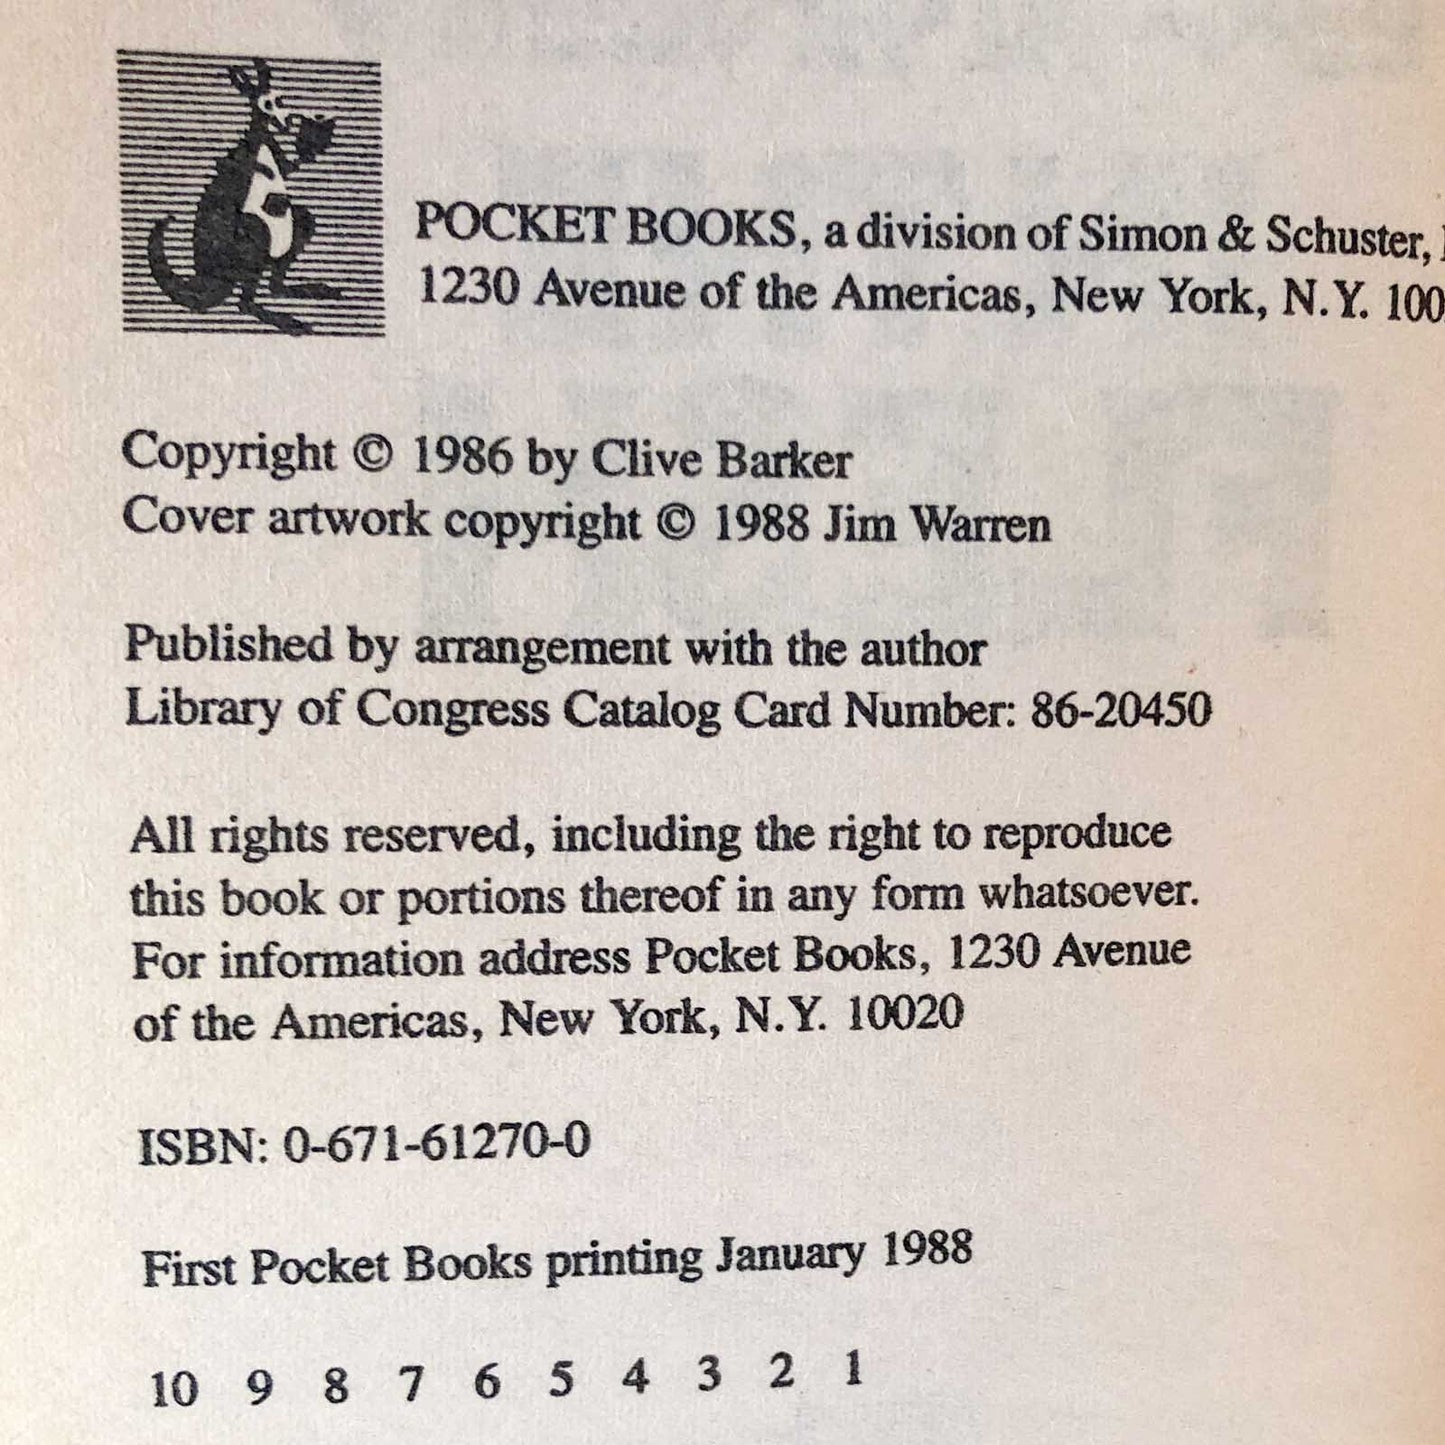 POCKET BOOKS, a division of Simon & Schuster,
1230 Avenue of the Americas, New York, N.Y. 100
Copyright © 1986 by Clive Barker
Cover artwork copyright © 1988 Jim Warren
Published by arrangement with the author
Library of Congress Catalog Card Number: 86-20450
All rights reserved, including the right to reproduce
this book or portions thereof in any form whatsoever.
For information address Pocket Books, 1230 Avenue
of the Americas, New York, N.Y. 10020
ISBN: 0-671-61270-0
First Pocket Books printing January 1988
10 9 8 7 6 5 4 3 2 1